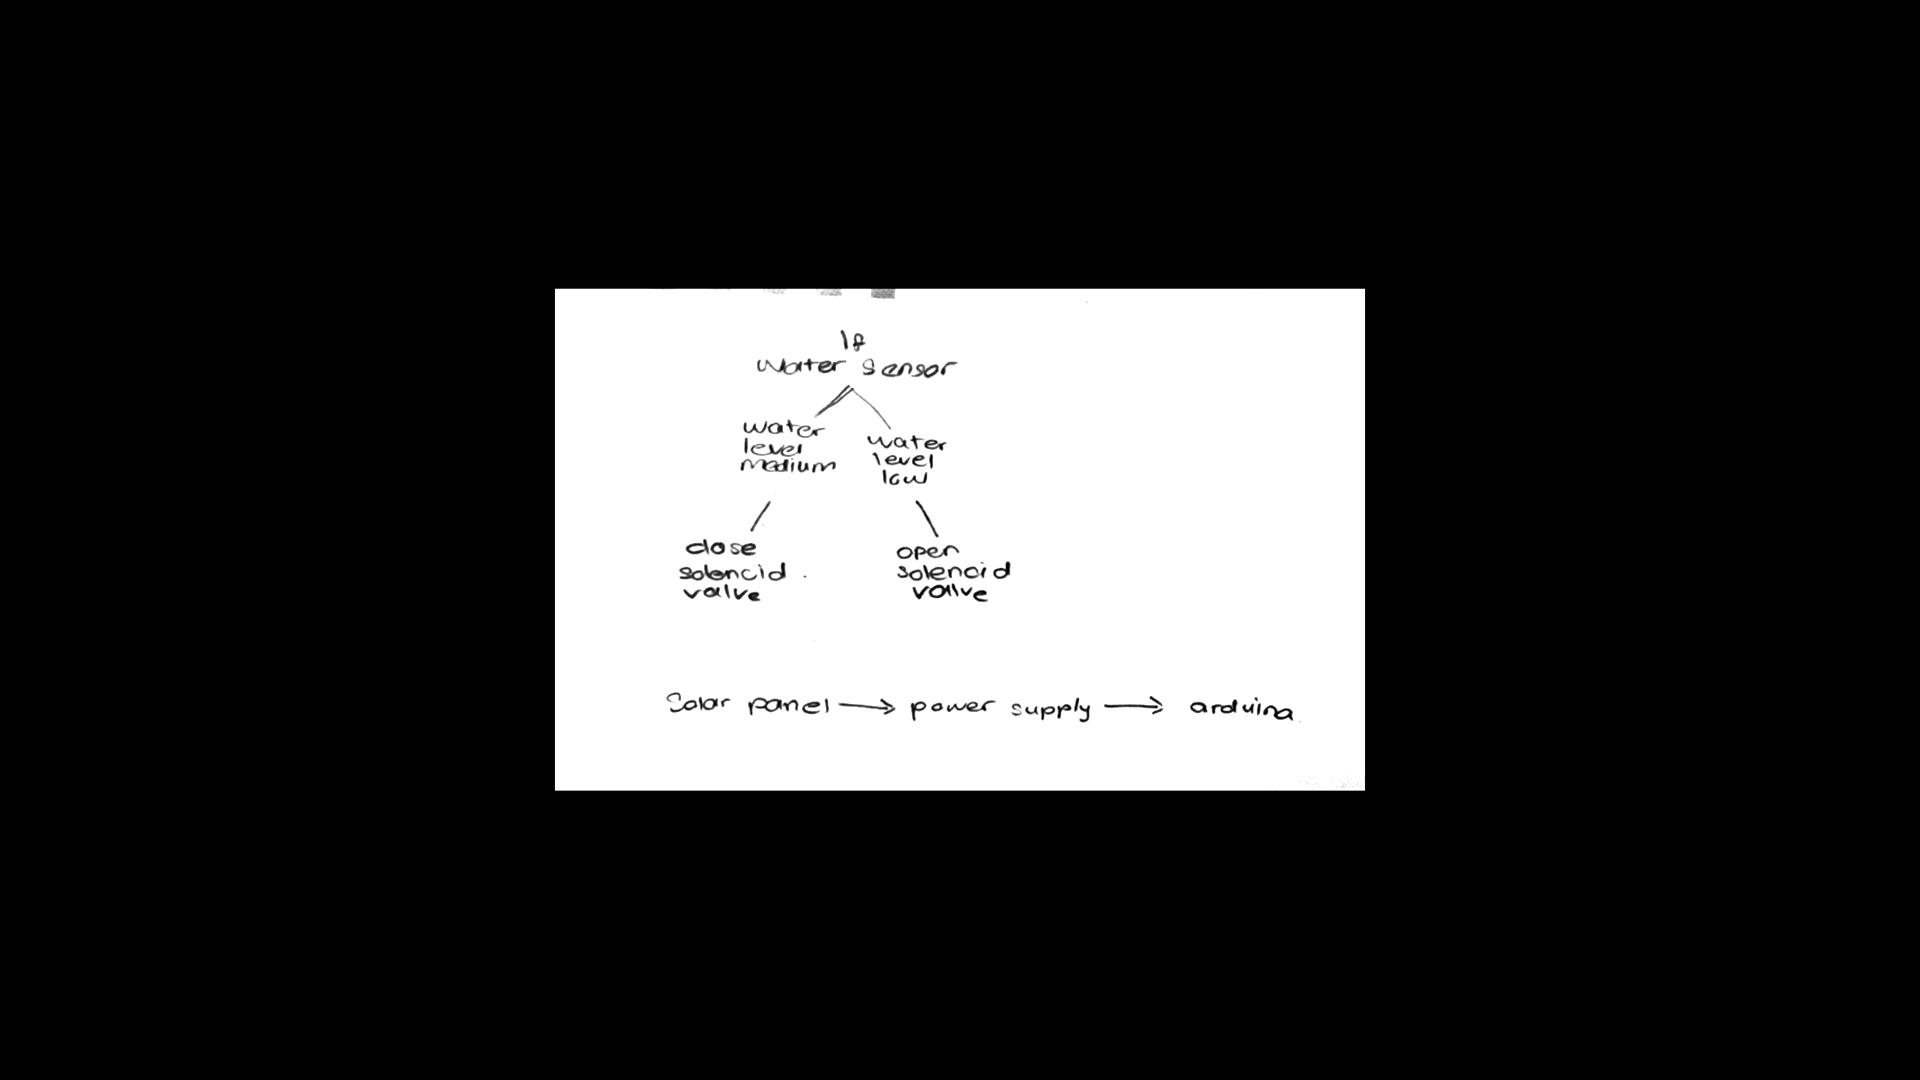 If
Water Sensor
water
level
medium
water
level
low
close
solenoid
valve
open
solenoid
valve
Solar panel → power supply → arduina